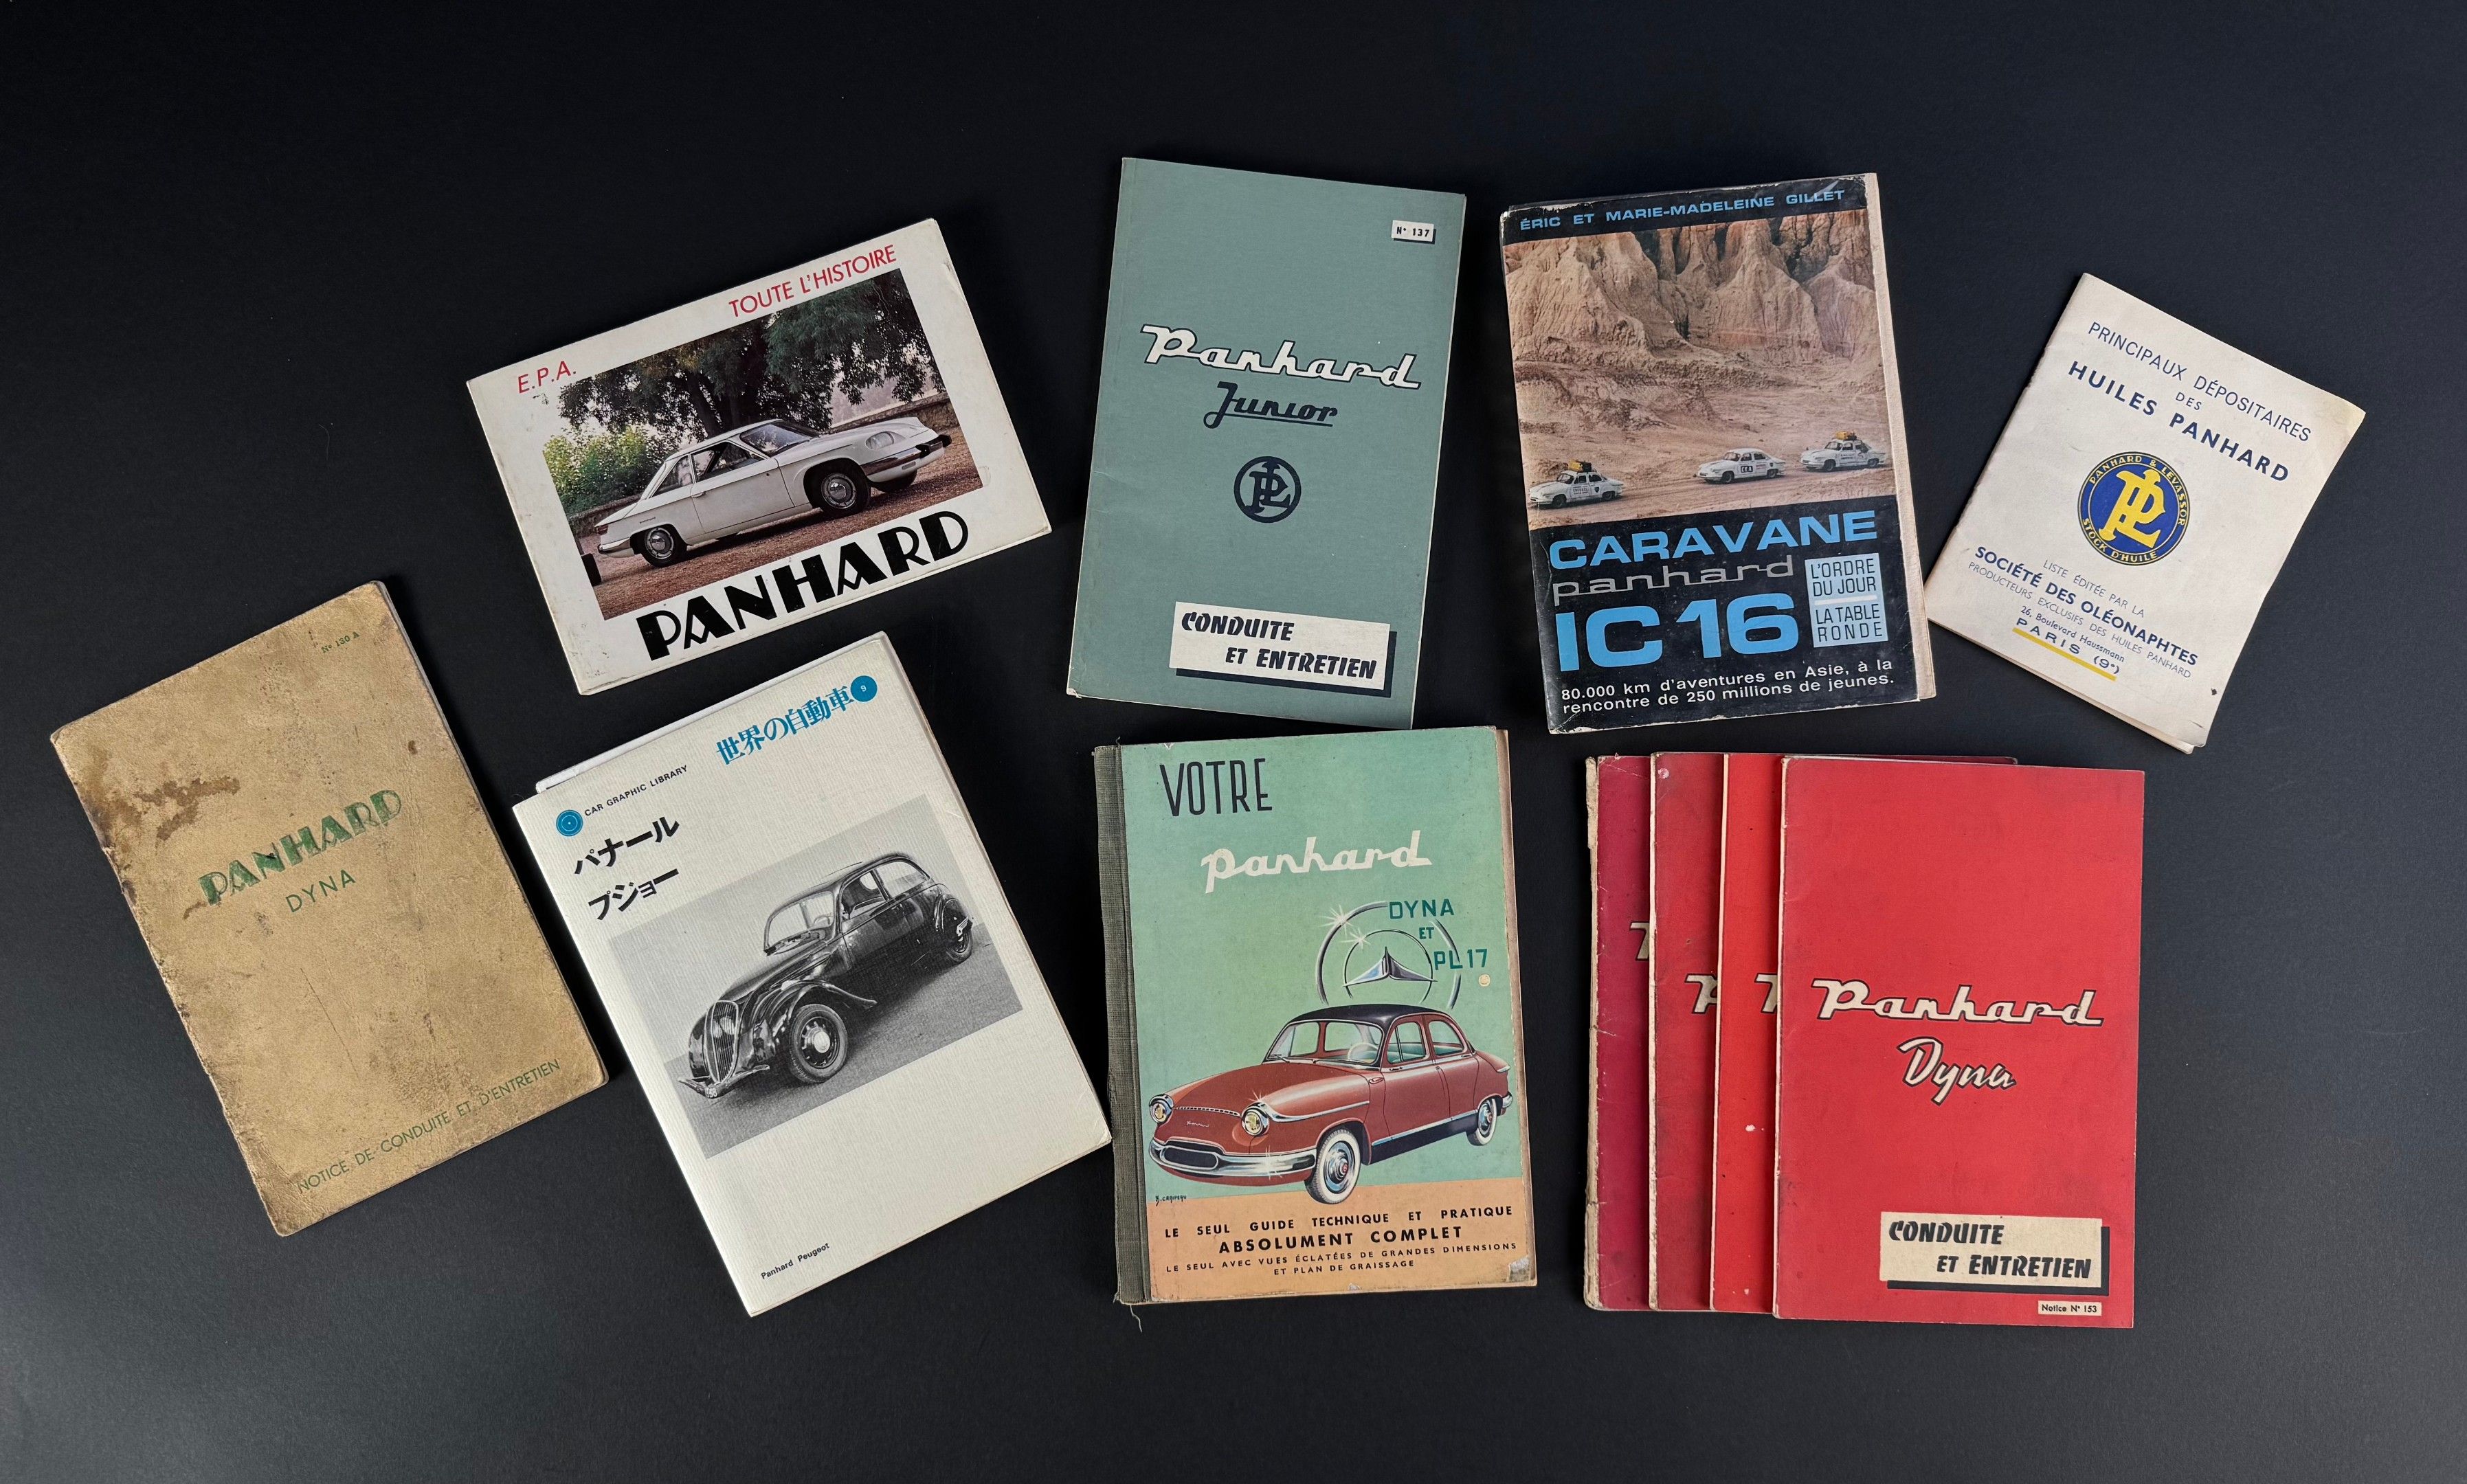 E.P.A.
TOUTE L'HISTOIRE
PANHARD
N° 137
Panhard
Junior
PL
CONDUITE
ET ENTRETIEN
ÉRIC ET MARIE-MADELEINE GILLET
CARAVANE
panhard
IC 16
L'ORDRE
DU JOUR
LA TABLE
RONDE
80.000 km d'aventures en Asie, à la
rencontre de 250 millions de jeunes.
PRINCIPAUX DÉPOSITAIRES
DES
HUILES PANHARD
PANHARD & LEVASSOR
PL
STOCK D'HUILE
LISTE ÉDITÉE PAR LA
SOCIÉTÉ DES OLÉONAPHTES
PRODUCTEURS EXCLUSIFS DES HUILES PANHARD
26, Boulevard Haussmann
PARIS (9e)
N° 130 A
PANHARD
DYNA
NOTICE DE CONDUITE ET D'ENTRETIEN
世界の自動車 9
CAR GRAPHIC LIBRARY
パナール
プジョー
Panhard Peugeot
VOTRE
Panhard
DYNA
ET
PL 17
LE SEUL GUIDE TECHNIQUE ET PRATIQUE
ABSOLUMENT COMPLET
LE SEUL AVEC VUES ÉCLATÉES DE GRANDES DIMENSIONS
ET PLAN DE GRAISSAGE
Panhard
Dyna
CONDUITE
ET ENTRETIEN
Notice N° 153